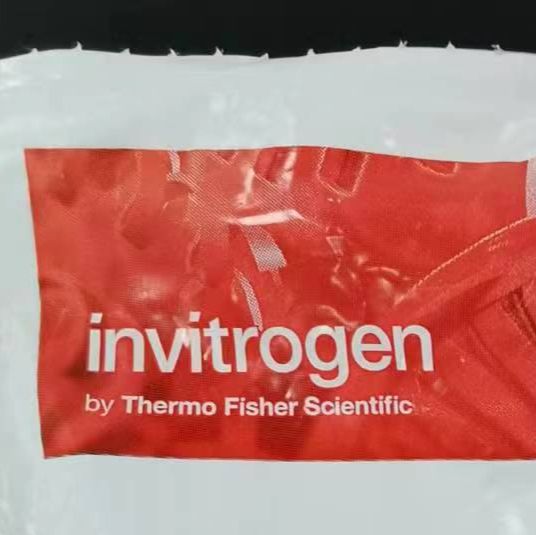 invitrogen
by Thermo Fisher Scientific